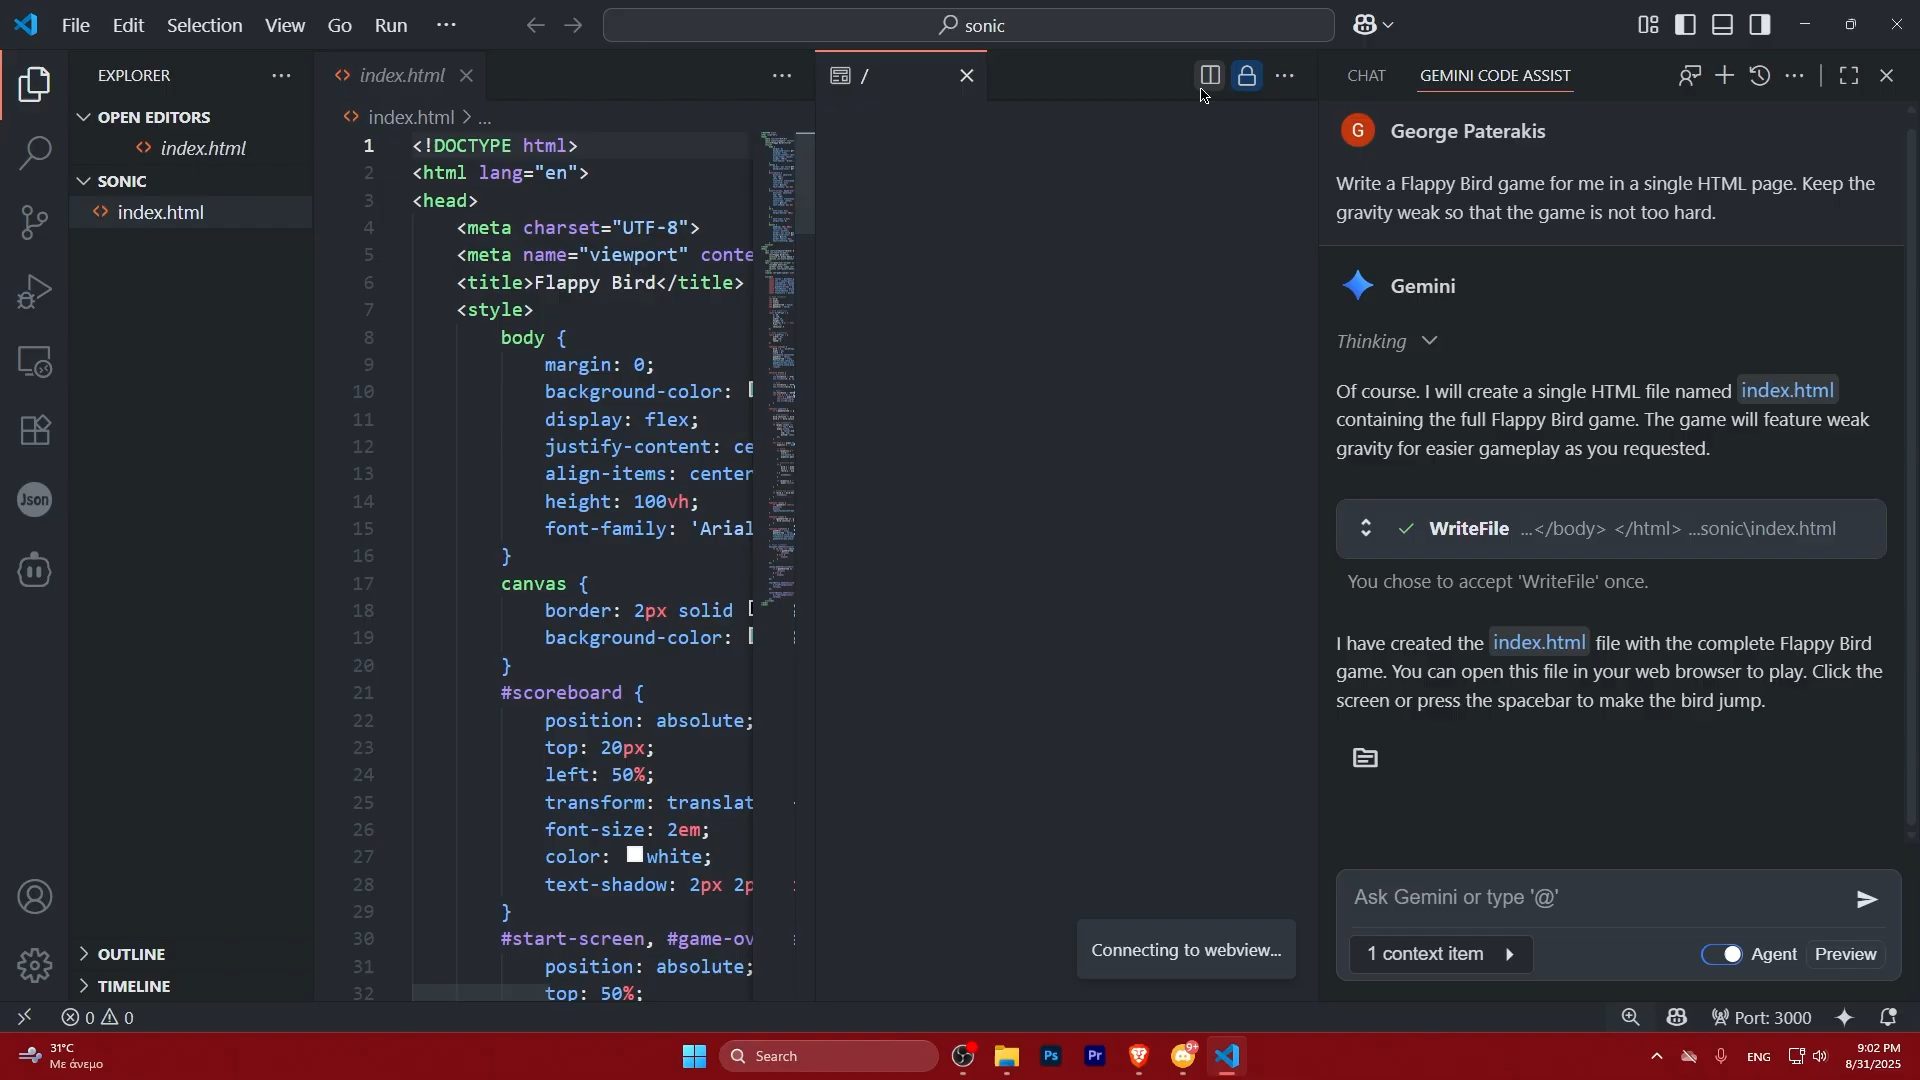 File Edit Selection View Go Run ···
sonic
EXPLORER ···
OPEN EDITORS
index.html
SONIC
index.html
OUTLINE
TIMELINE
Json
index.html
index.html > ...
1 <!DOCTYPE html>
2 <html lang="en">
3 <head>
4 <meta charset="UTF-8">
5 <meta name="viewport" conte
6 <title>Flappy Bird</title>
7 <style>
8 body {
9 margin: 0;
10 background-color:
11 display: flex;
12 justify-content: ce
13 align-items: center
14 height: 100vh;
15 font-family: 'Arial
16 }
17 canvas {
18 border: 2px solid
19 background-color:
20 }
21 #scoreboard {
22 position: absolute;
23 top: 20px;
24 left: 50%;
25 transform: translat
26 font-size: 2em;
27 color: white;
28 text-shadow: 2px 2p
29 }
30 #start-screen, #game-ov
31 position: absolute;
32 top: 50%;
/
Connecting to webview...
CHAT GEMINI CODE ASSIST
G George Paterakis
Write a Flappy Bird game for me in a single HTML page. Keep the
gravity weak so that the game is not too hard.
Gemini
Thinking
Of course. I will create a single HTML file named index.html
containing the full Flappy Bird game. The game will feature weak
gravity for easier gameplay as you requested.
WriteFile ...</body> </html> ...sonic\index.html
You chose to accept 'WriteFile' once.
I have created the index.html file with the complete Flappy Bird
game. You can open this file in your web browser to play. Click the
screen or press the spacebar to make the bird jump.
Ask Gemini or type '@'
1 context item
Agent Preview
0 0
Port: 3000
31°C
Με άνεμο
Search
Ps
Pr
9+
ENG
9:02 PM
8/31/2025